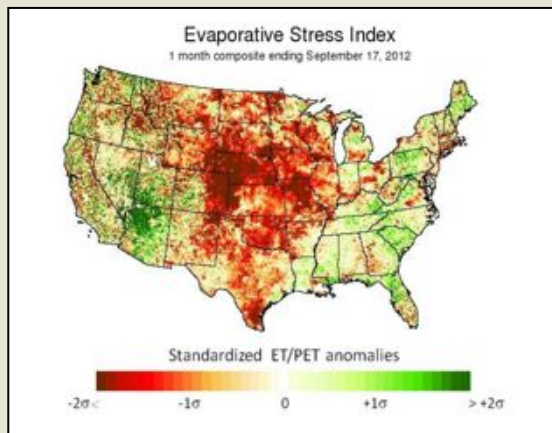 Evaporative Stress Index
1 month composite ending September 17, 2012
Standardized ET/PET anomalies
-2σ< -1σ 0 +1σ > +2σ